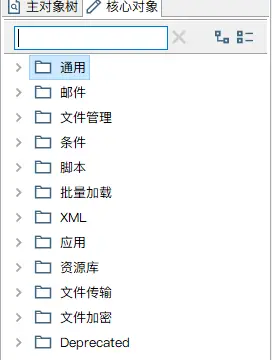 主对象树 核心对象
通用
邮件
文件管理
条件
脚本
批量加载
XML
应用
资源库
文件传输
文件加密
Deprecated